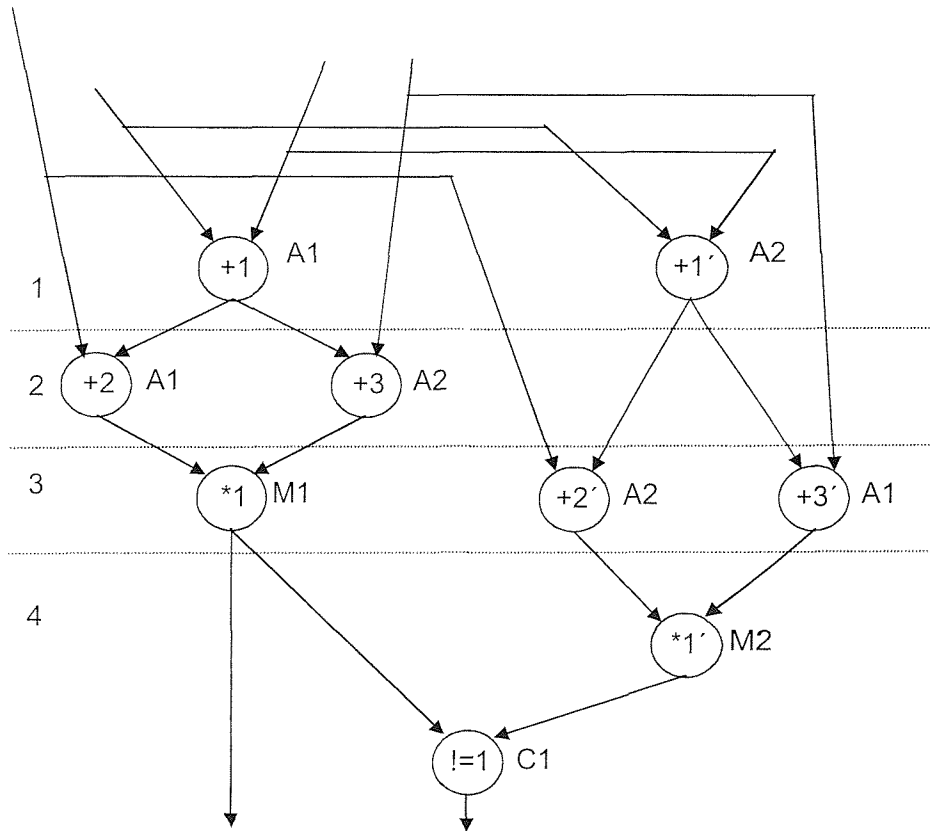 +1 A1
+1´ A2
1
2
+2 A1
+3 A2
3
*1 M1
+2´ A2
+3´ A1
4
*1´ M2
!=1 C1